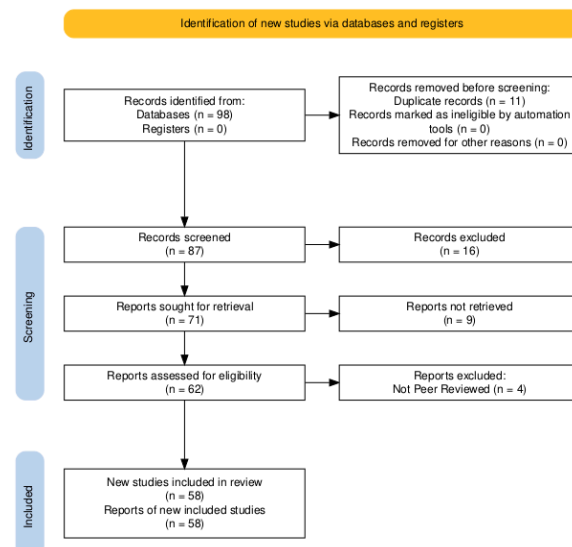 Identification of new studies via databases and registers
Identification
Records identified from:
Databases (n = 98)
Registers (n = 0)
Records removed before screening:
Duplicate records (n = 11)
Records marked as ineligible by automation
tools (n = 0)
Records removed for other reasons (n = 0)
Screening
Records screened
(n = 87)
Records excluded
(n = 16)
Reports sought for retrieval
(n = 71)
Reports not retrieved
(n = 9)
Reports assessed for eligibility
(n = 62)
Reports excluded:
Not Peer Reviewed (n = 4)
Included
New studies included in review
(n = 58)
Reports of new included studies
(n = 58)